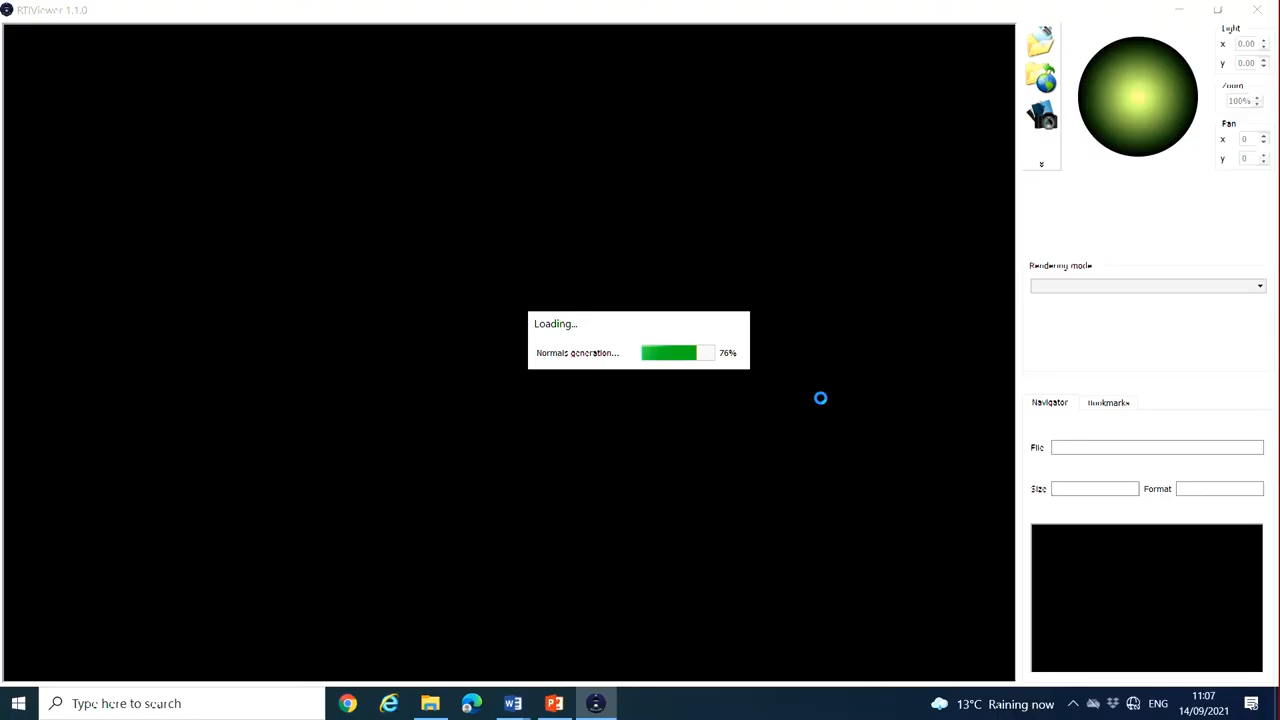 RTIViewer 1.1.0
Light
x 0.00
y 0.00
Zoom
100%
Pan
x 0
y 0
Rendering mode
Loading...
Normals generation... 76%
Navigator Bookmarks
File
Size Format
Type here to search
13°C Raining now
ENG
11:07
14/09/2021